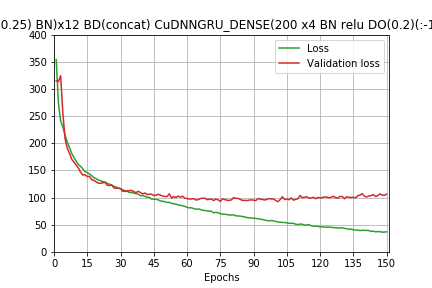 0.25) BN)x12 BD(concat) CuDNNGRU_DENSE(200 x4 BN relu DO(0.2)(:-1
400
350
300
250
200
150
100
50
0
Loss
Validation loss
0 15 30 45 60 75 90 105 120 135 150
Epochs